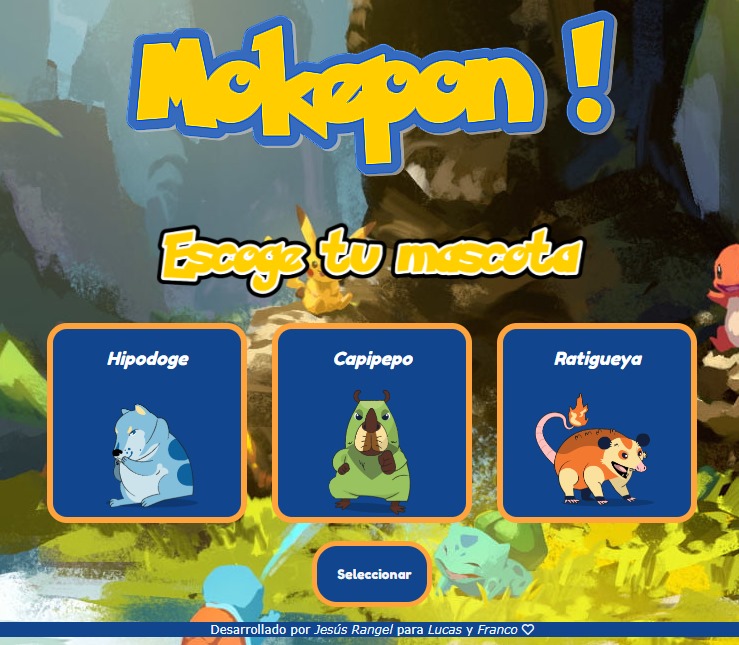 Mokepon !
Escoge tu mascota
Hipodoge
Capipepo
Ratigueya
Seleccionar
Desarrollado por Jesús Rangel para Lucas y Franco ♡